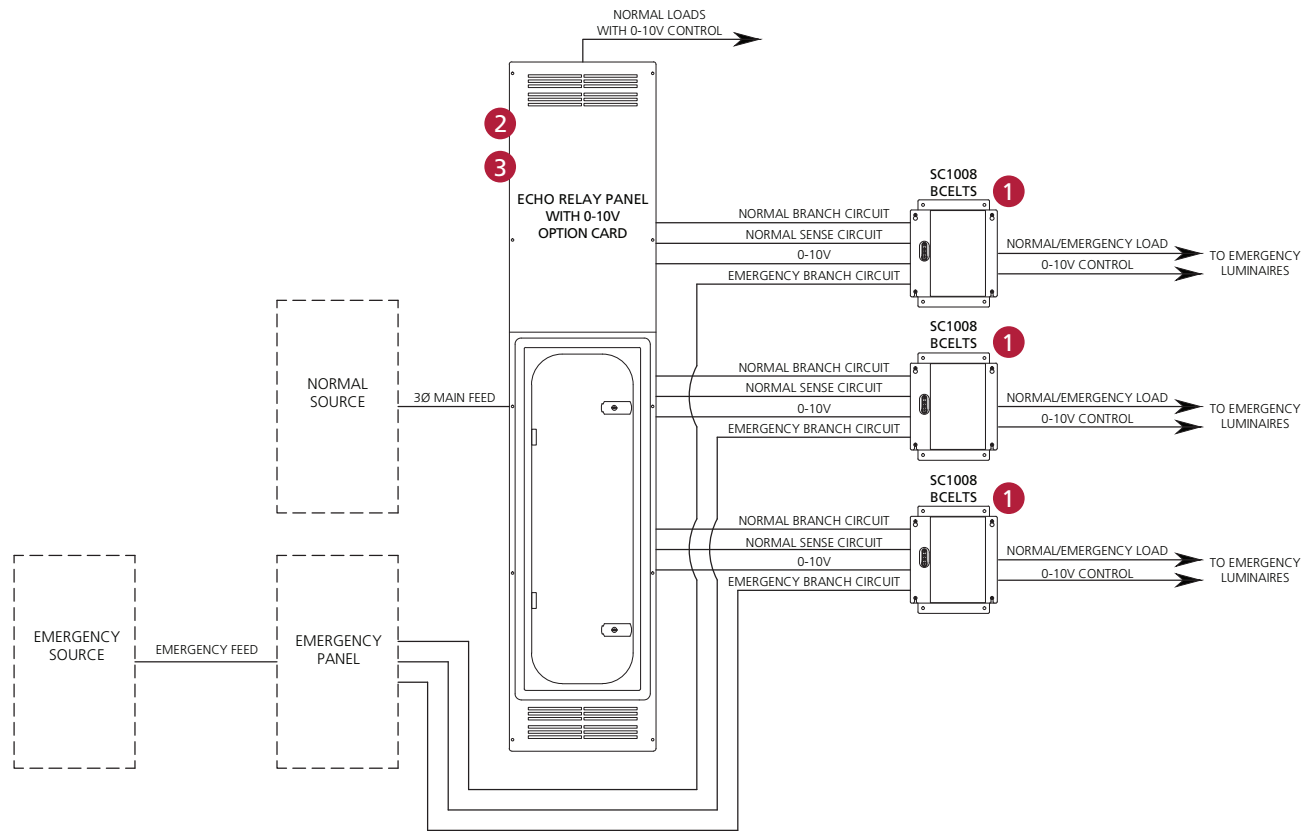 NORMAL LOADS
WITH 0-10V CONTROL
2
3
ECHO RELAY PANEL
WITH 0-10V
OPTION CARD
SC1008
BCELTS
1
NORMAL BRANCH CIRCUIT
NORMAL SENSE CIRCUIT
0-10V
EMERGENCY BRANCH CIRCUIT
NORMAL/EMERGENCY LOAD
0-10V CONTROL
TO EMERGENCY
LUMINAIRES
SC1008
BCELTS
1
NORMAL BRANCH CIRCUIT
NORMAL SENSE CIRCUIT
0-10V
EMERGENCY BRANCH CIRCUIT
NORMAL/EMERGENCY LOAD
0-10V CONTROL
TO EMERGENCY
LUMINAIRES
NORMAL
SOURCE
3Ø MAIN FEED
SC1008
BCELTS
1
NORMAL BRANCH CIRCUIT
NORMAL SENSE CIRCUIT
0-10V
EMERGENCY BRANCH CIRCUIT
NORMAL/EMERGENCY LOAD
0-10V CONTROL
TO EMERGENCY
LUMINAIRES
EMERGENCY
SOURCE
EMERGENCY FEED
EMERGENCY
PANEL